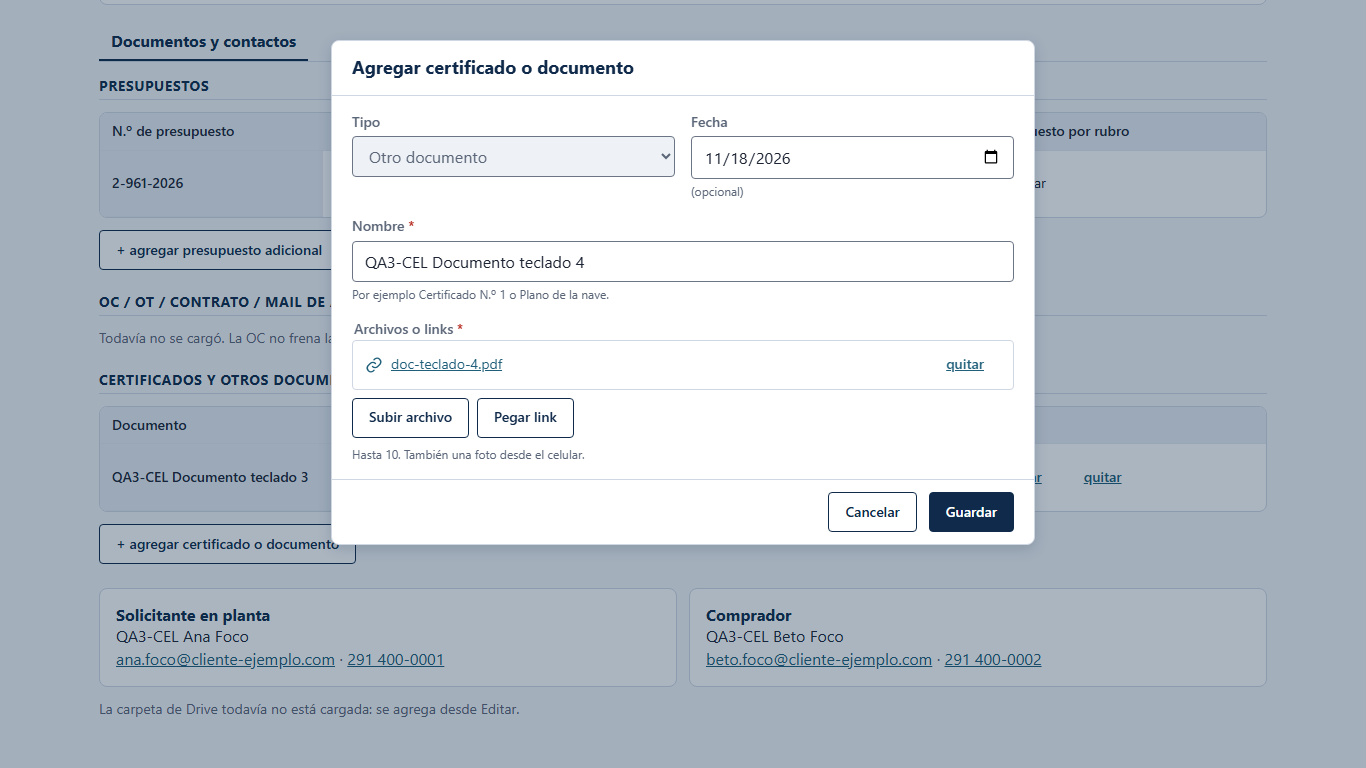 Documentos y contactos
PRESUPUESTOS
N.º de presupuesto
2-961-2026
+ agregar presupuesto adicional
OC / OT / CONTRATO / MAIL DE
Todavía no se cargó. La OC no frena
CERTIFICADOS Y OTROS
Documento
QA3-CEL Documento teclado 3
quitar
+ agregar certificado o documento
Agregar certificado o documento
Tipo
Fecha
Otro documento
11/18/2026
(opcional)
Nombre *
QA3-CEL Documento teclado 4
Por ejemplo Certificado N.º 1 o Plano de la nave.
Archivos o links *
doc-teclado-4.pdf
quitar
Subir archivo
Pegar link
Hasta 10. También una foto desde el celular.
Cancelar
Guardar
por rubro
Solicitante en planta
QA3-CEL Ana Foco
ana.foco@cliente-ejemplo.com · 291 400-0001
Comprador
QA3-CEL Beto Foco
beto.foco@cliente-ejemplo.com · 291 400-0002
La carpeta de Drive todavía no está cargada: se agrega desde Editar.